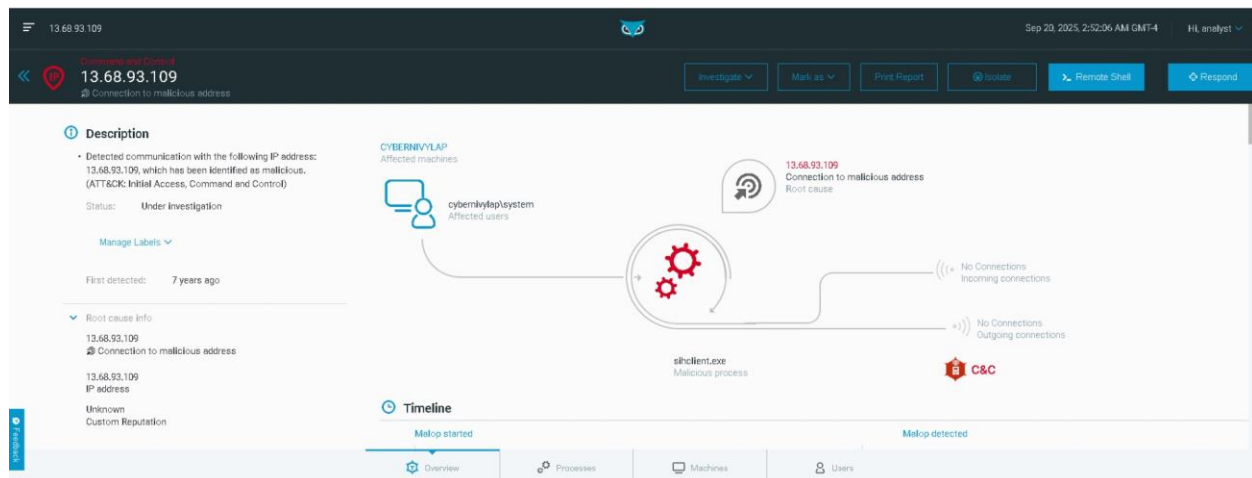 13.68.93.109
Sep 20, 2025, 2:52:06 AM GMT-4
Hi, analyst
Command and Control
13.68.93.109
Connection to malicious address
Investigate
Mark as
Print Report
Isolate
Remote Shell
Respond
Description
• Detected communication with the following IP address:
13.68.93.109, which has been identified as malicious.
(ATT&CK: Initial Access, Command and Control)
Status: Under investigation
Manage Labels
First detected: 7 years ago
Root cause info
13.68.93.109
Connection to malicious address
13.68.93.109
IP address
Unknown
Custom Reputation
Feedback
CYBERNIVYLAP
Affected machines
cybernivylap\system
Affected users
13.68.93.109
Connection to malicious address
Root cause
No Connections
Incoming connections
No Connections
Outgoing connections
sihclient.exe
Malicious process
C&C
Timeline
Malop started
Malop detected
Overview
Processes
Machines
Users